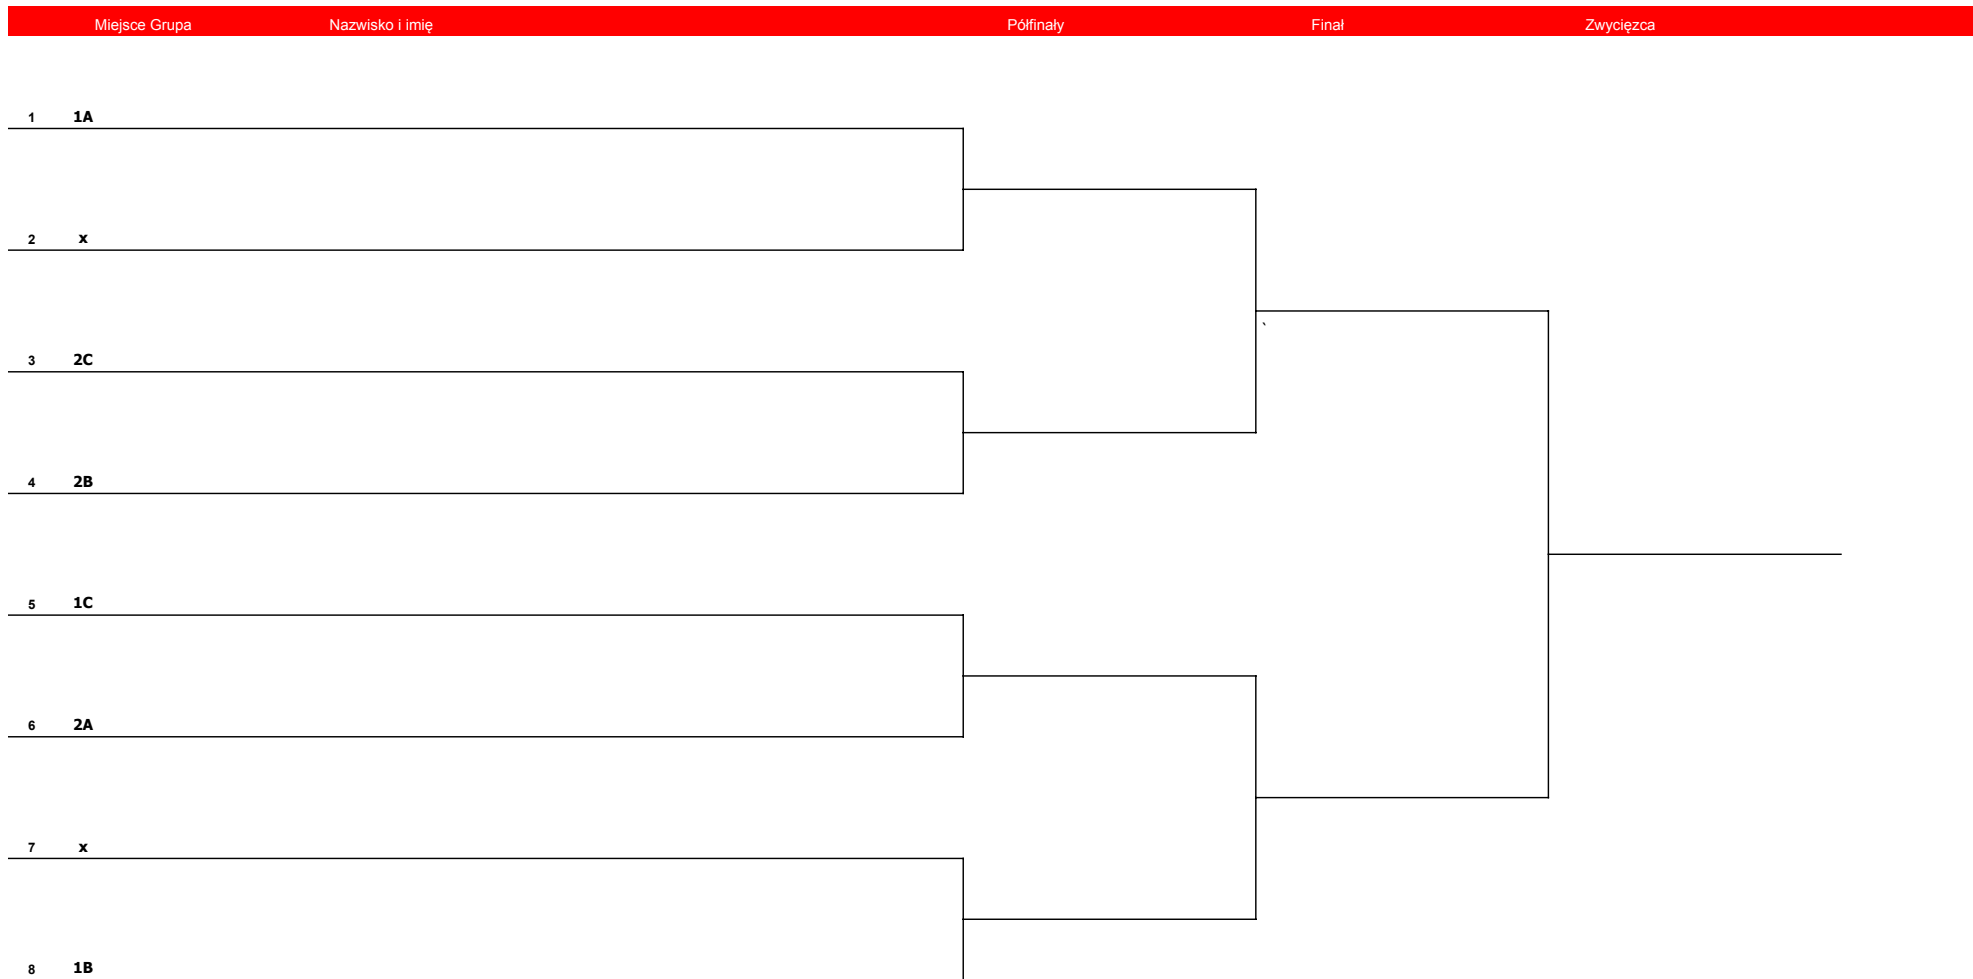 Miejsce Grupa Nazwisko i imię Półfinały Finał Zwycięzca
1 1A
2 x
`
3 2C
4 2B
5 1C
6 2A
7 x
8 1B